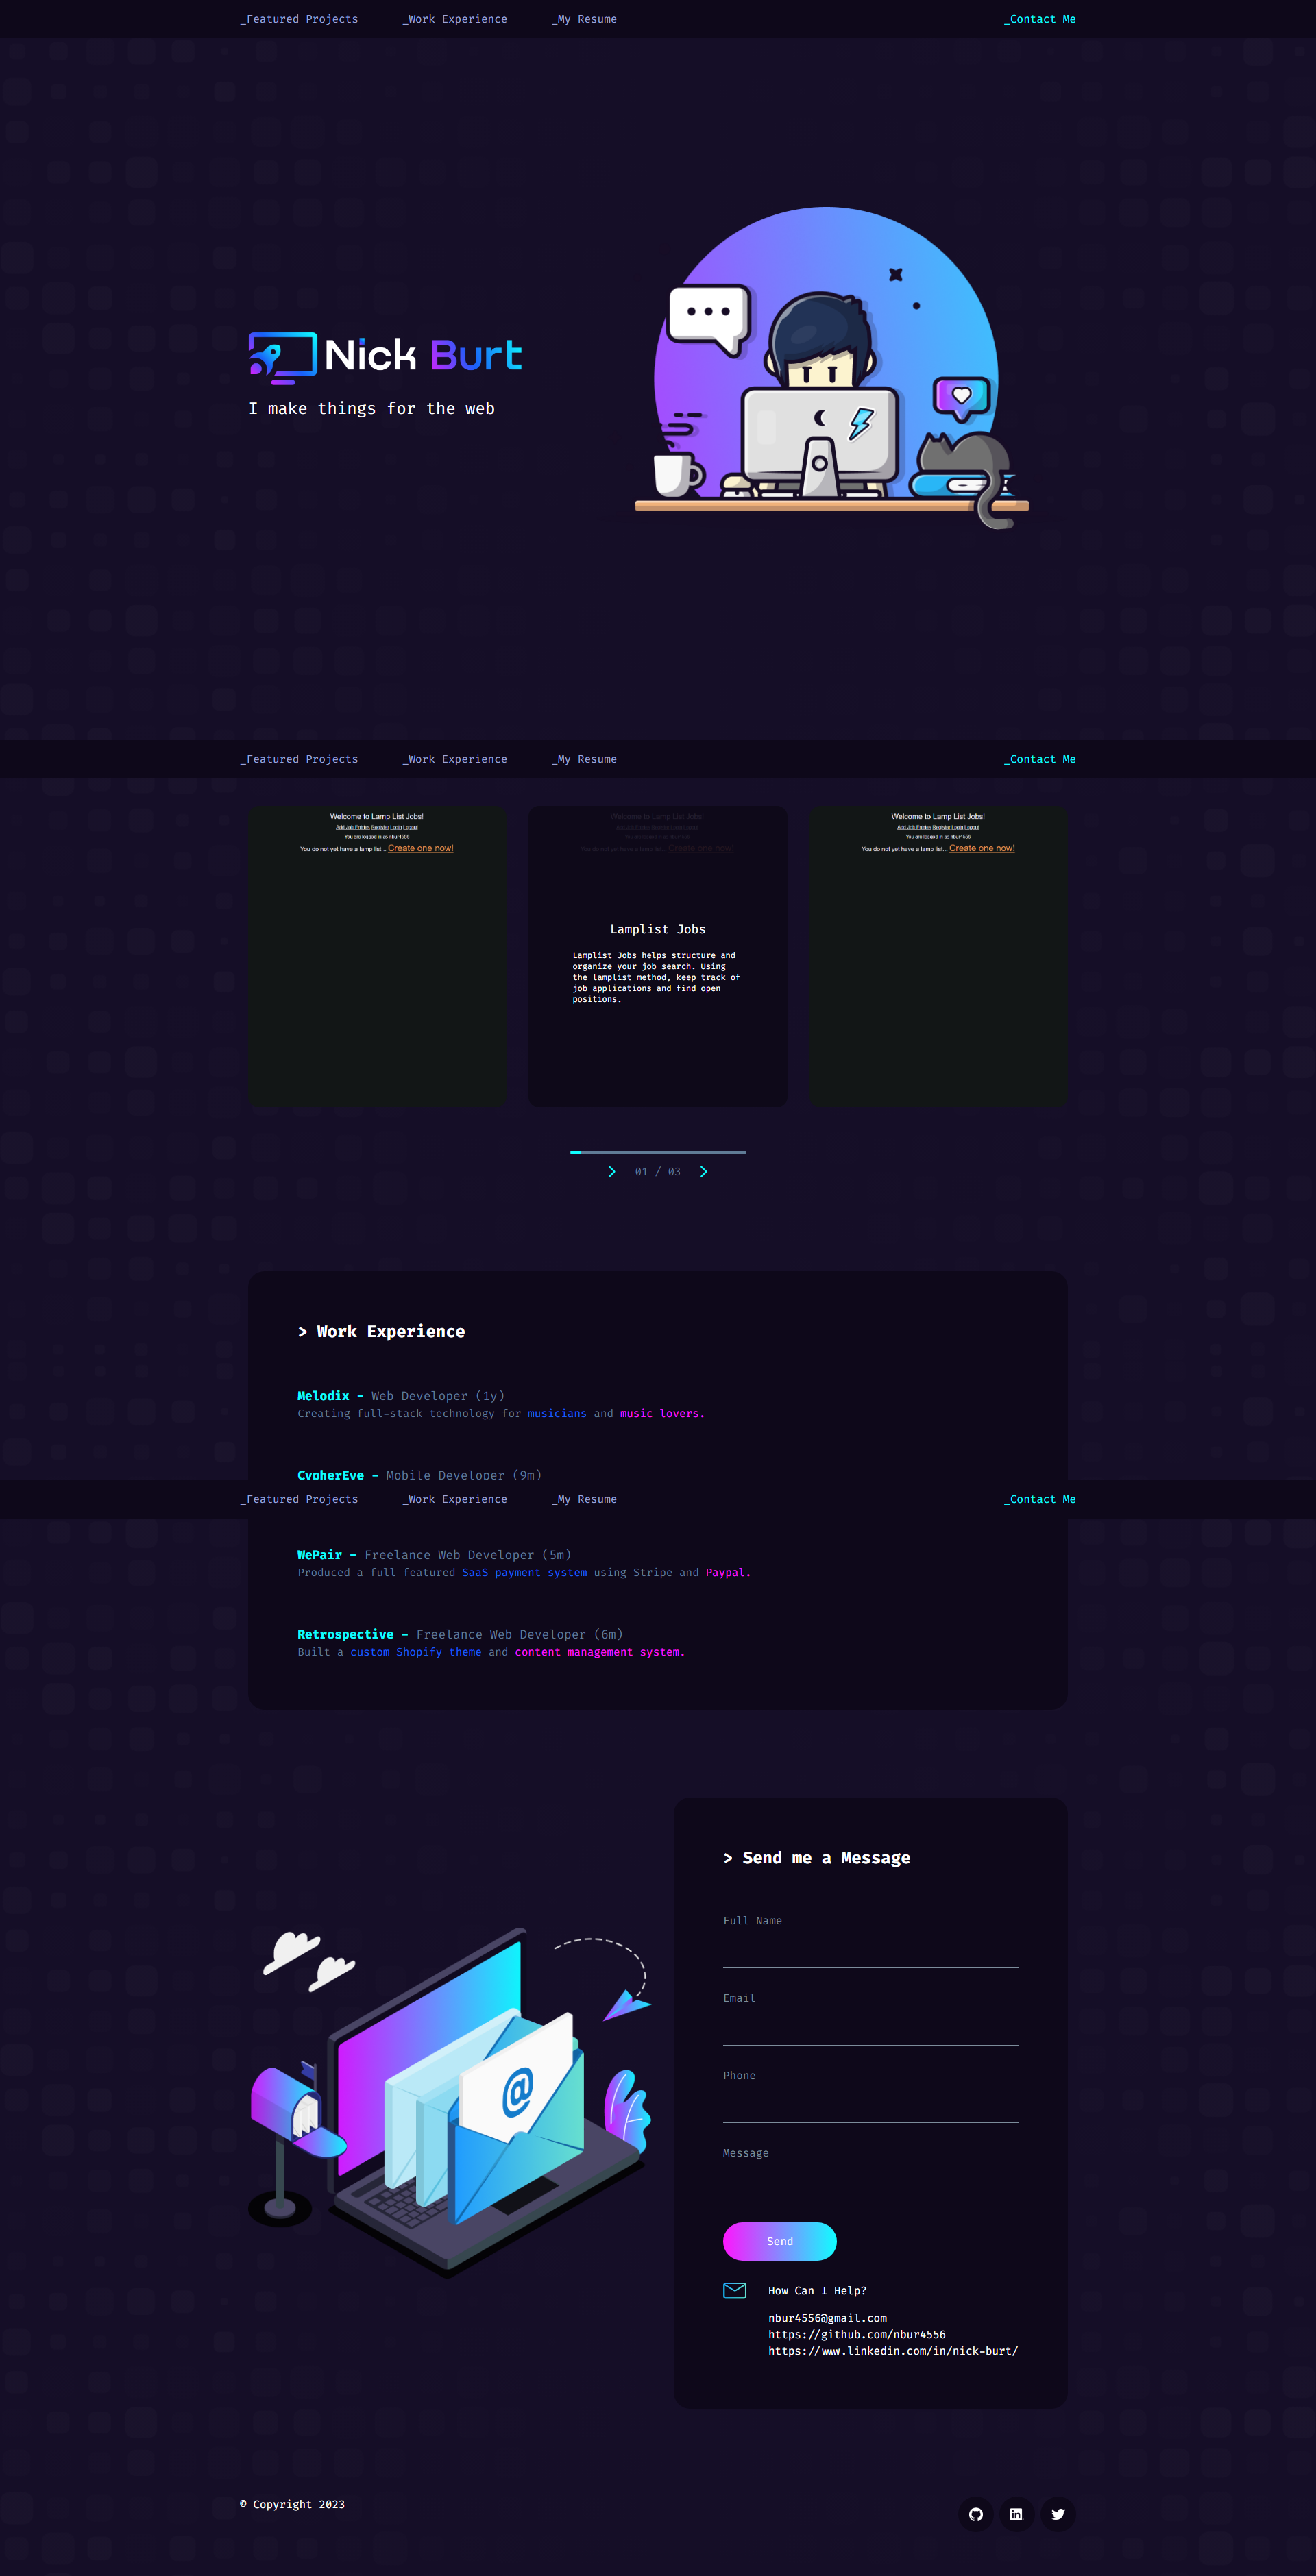 _Featured Projects _Work Experience _My Resume _Contact Me
Nick Burt
I make things for the web
_Featured Projects _Work Experience _My Resume _Contact Me
Welcome to Lamp List Jobs!
Add Job Entries Register Login Logout
You are logged in as nbur4556
You do not yet have a lamp list... Create one now!
Welcome to Lamp List Jobs!
Add Job Entries Register Login Logout
You are logged in as nbur4556
You do not yet have a lamp list... Create one now!
Lamplist Jobs
Lamplist Jobs helps structure and
organize your job search. Using
the lamplist method, keep track of
job applications and find open
positions.
Welcome to Lamp List Jobs!
Add Job Entries Register Login Logout
You are logged in as nbur4556
You do not yet have a lamp list... Create one now!
01 / 03
> Work Experience
Melodix - Web Developer (1y)
Creating full-stack technology for musicians and music lovers.
CypherEye - Mobile Developer (9m)
_Featured Projects _Work Experience _My Resume _Contact Me
WePair - Freelance Web Developer (5m)
Produced a full featured SaaS payment system using Stripe and Paypal.
Retrospective - Freelance Web Developer (6m)
Built a custom Shopify theme and content management system.
> Send me a Message
Full Name
Email
Phone
Message
@
Send
How Can I Help?
nbur4556@gmail.com
https://github.com/nbur4556
https://www.linkedin.com/in/nick-burt/
© Copyright 2023